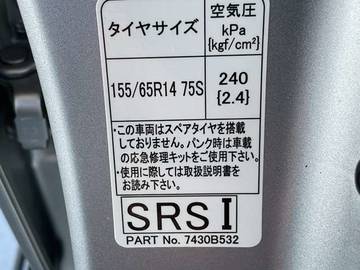 タイヤサイズ
空気圧
kPa
{kgf/cm²}
155/65R14 75S
240
{2.4}
・この車両はスペアタイヤを搭載
しておりません。パンク時は車載
の応急修理キットをご使用下さい。
・使用に際しては取扱説明書を
お読み下さい。
SRS I
PART No. 7430B532